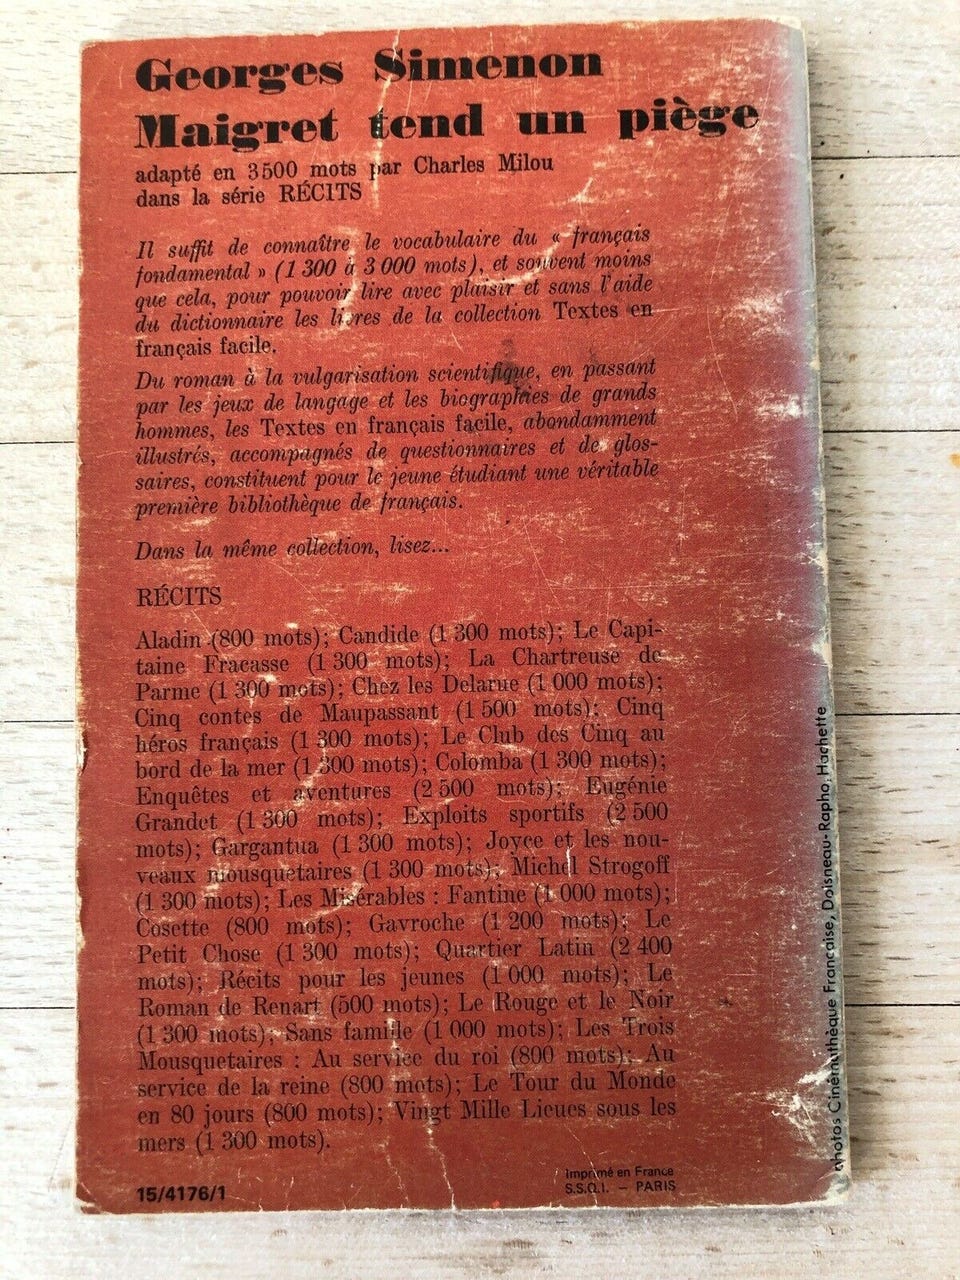 Georges Simenon
Maigret tend un piège
adapté en 3500 mots par Charles Milou
dans la série RÉCITS
Il suffit de connaître le vocabulaire du « français
fondamental » (1 300 à 3 000 mots), et souvent moins
que cela, pour pouvoir lire avec plaisir et sans l'aide
du dictionnaire les livres de la collection Textes en
français facile.
Du roman à la vulgarisation scientifique, en passant
par les jeux de langage et les biographies de grands
hommes, les Textes en français facile, abondamment
illustrés, accompagnés de questionnaires et de glos-
saires, constituent pour le jeune étudiant une véritable
première bibliothèque de français.
Dans la même collection, lisez...
RÉCITS
Aladin (800 mots); Candide (1 300 mots); Le Capi-
taine Fracasse (1 300 mots); La Chartreuse de
Parme (1 300 mots); Chez les Delarue (1 000 mots);
Cinq contes de Maupassant (1 500 mots); Cinq
héros français (1 300 mots); Le Club des Cinq au
bord de la mer (1 300 mots); Colomba (1 300 mots);
Enquêtes et aventures (2 500 mots); Eugénie
Grandet (1 300 mots); Exploits sportifs (2 500
mots); Gargantua (1 300 mots); Joyce et les nou-
veaux mousquetaires (1 300 mots); Michel Strogoff
(1 300 mots); Les Misérables : Fantine (1 000 mots);
Cosette (800 mots); Gavroche (1 200 mots); Le
Petit Chose (1 300 mots); Quartier Latin (2 400
mots); Récits pour les jeunes (1 000 mots); Le
Roman de Renart (500 mots); Le Rouge et le Noir
(1 300 mots); Sans famille (1 000 mots); Les Trois
Mousquetaires : Au service du roi (800 mots); Au
service de la reine (800 mots); Le Tour du Monde
en 80 jours (800 mots); Vingt Mille Lieues sous les
mers (1 300 mots).
15/4176/1
Imprimé en France
S.S.Q.I. — PARIS
photos Cinémathèque Française, Doisneau-Rapho, Hachette